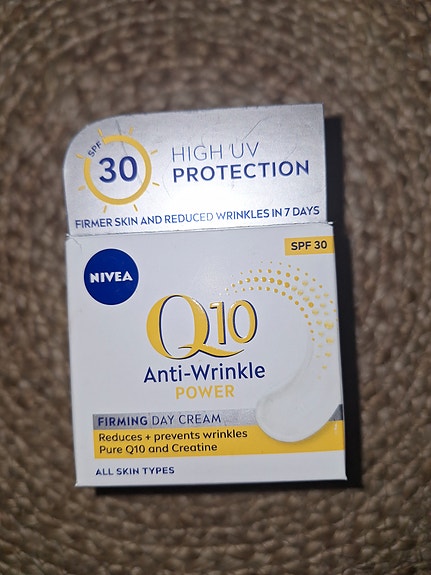 SPF
30
HIGH UV
PROTECTION
FIRMER SKIN AND REDUCED WRINKLES IN 7 DAYS
SPF 30
NIVEA
Q10
Anti-Wrinkle
POWER
FIRMING DAY CREAM
Reduces + prevents wrinkles
Pure Q10 and Creatine
ALL SKIN TYPES